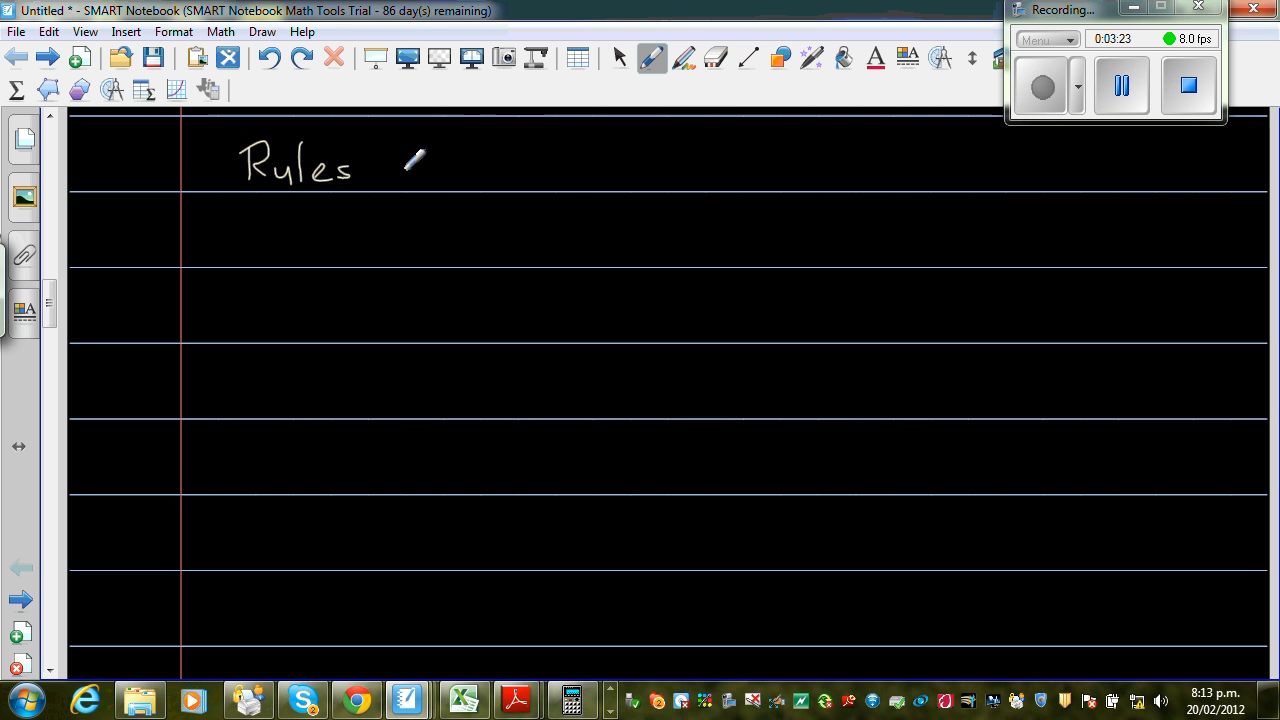 Untitled * - SMART Notebook (SMART Notebook Math Tools Trial - 86 day(s) remaining)
Recording...
File Edit View Insert Format Math Draw Help
Menu 0:03:23 8.0 fps
Rules
8:13 p.m.
20/02/2012